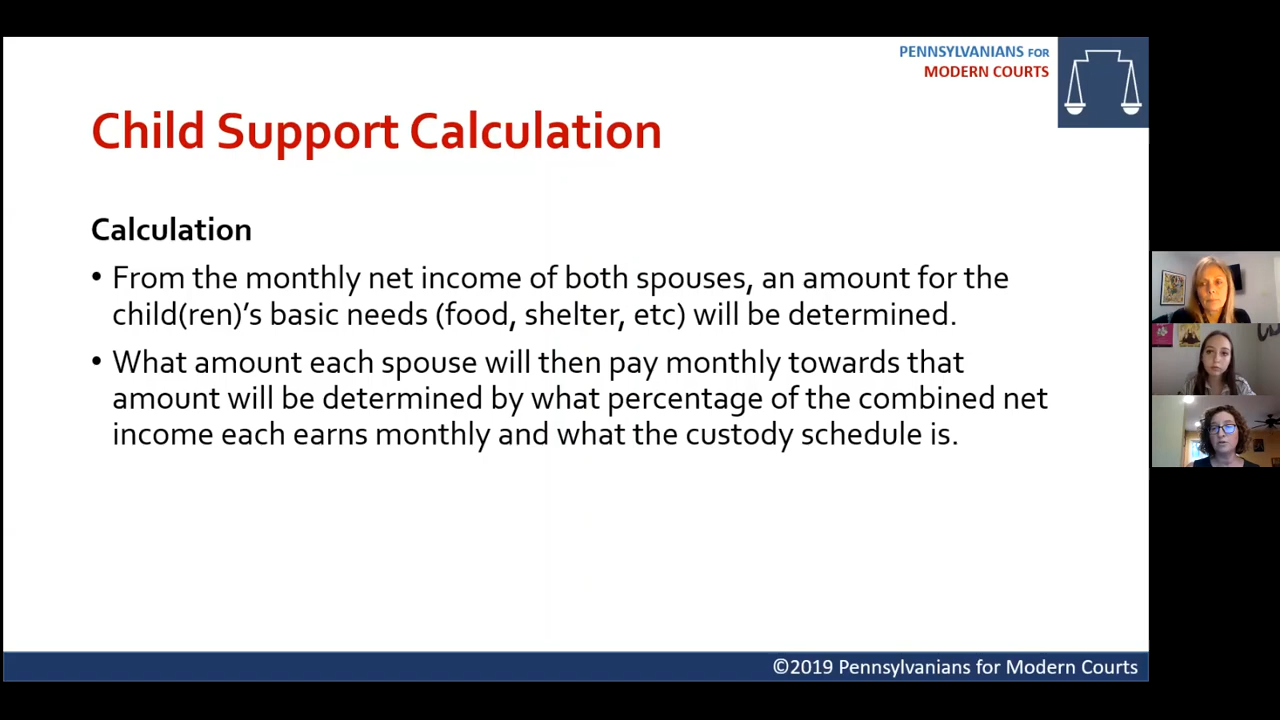 PENNSYLVANIANS FOR
MODERN COURTS
Child Support Calculation
Calculation
• From the monthly net income of both spouses, an amount for the
child(ren)'s basic needs (food, shelter, etc) will be determined.
• What amount each spouse will then pay monthly towards that
amount will be determined by what percentage of the combined net
income each earns monthly and what the custody schedule is.
©2019 Pennsylvanians for Modern Courts